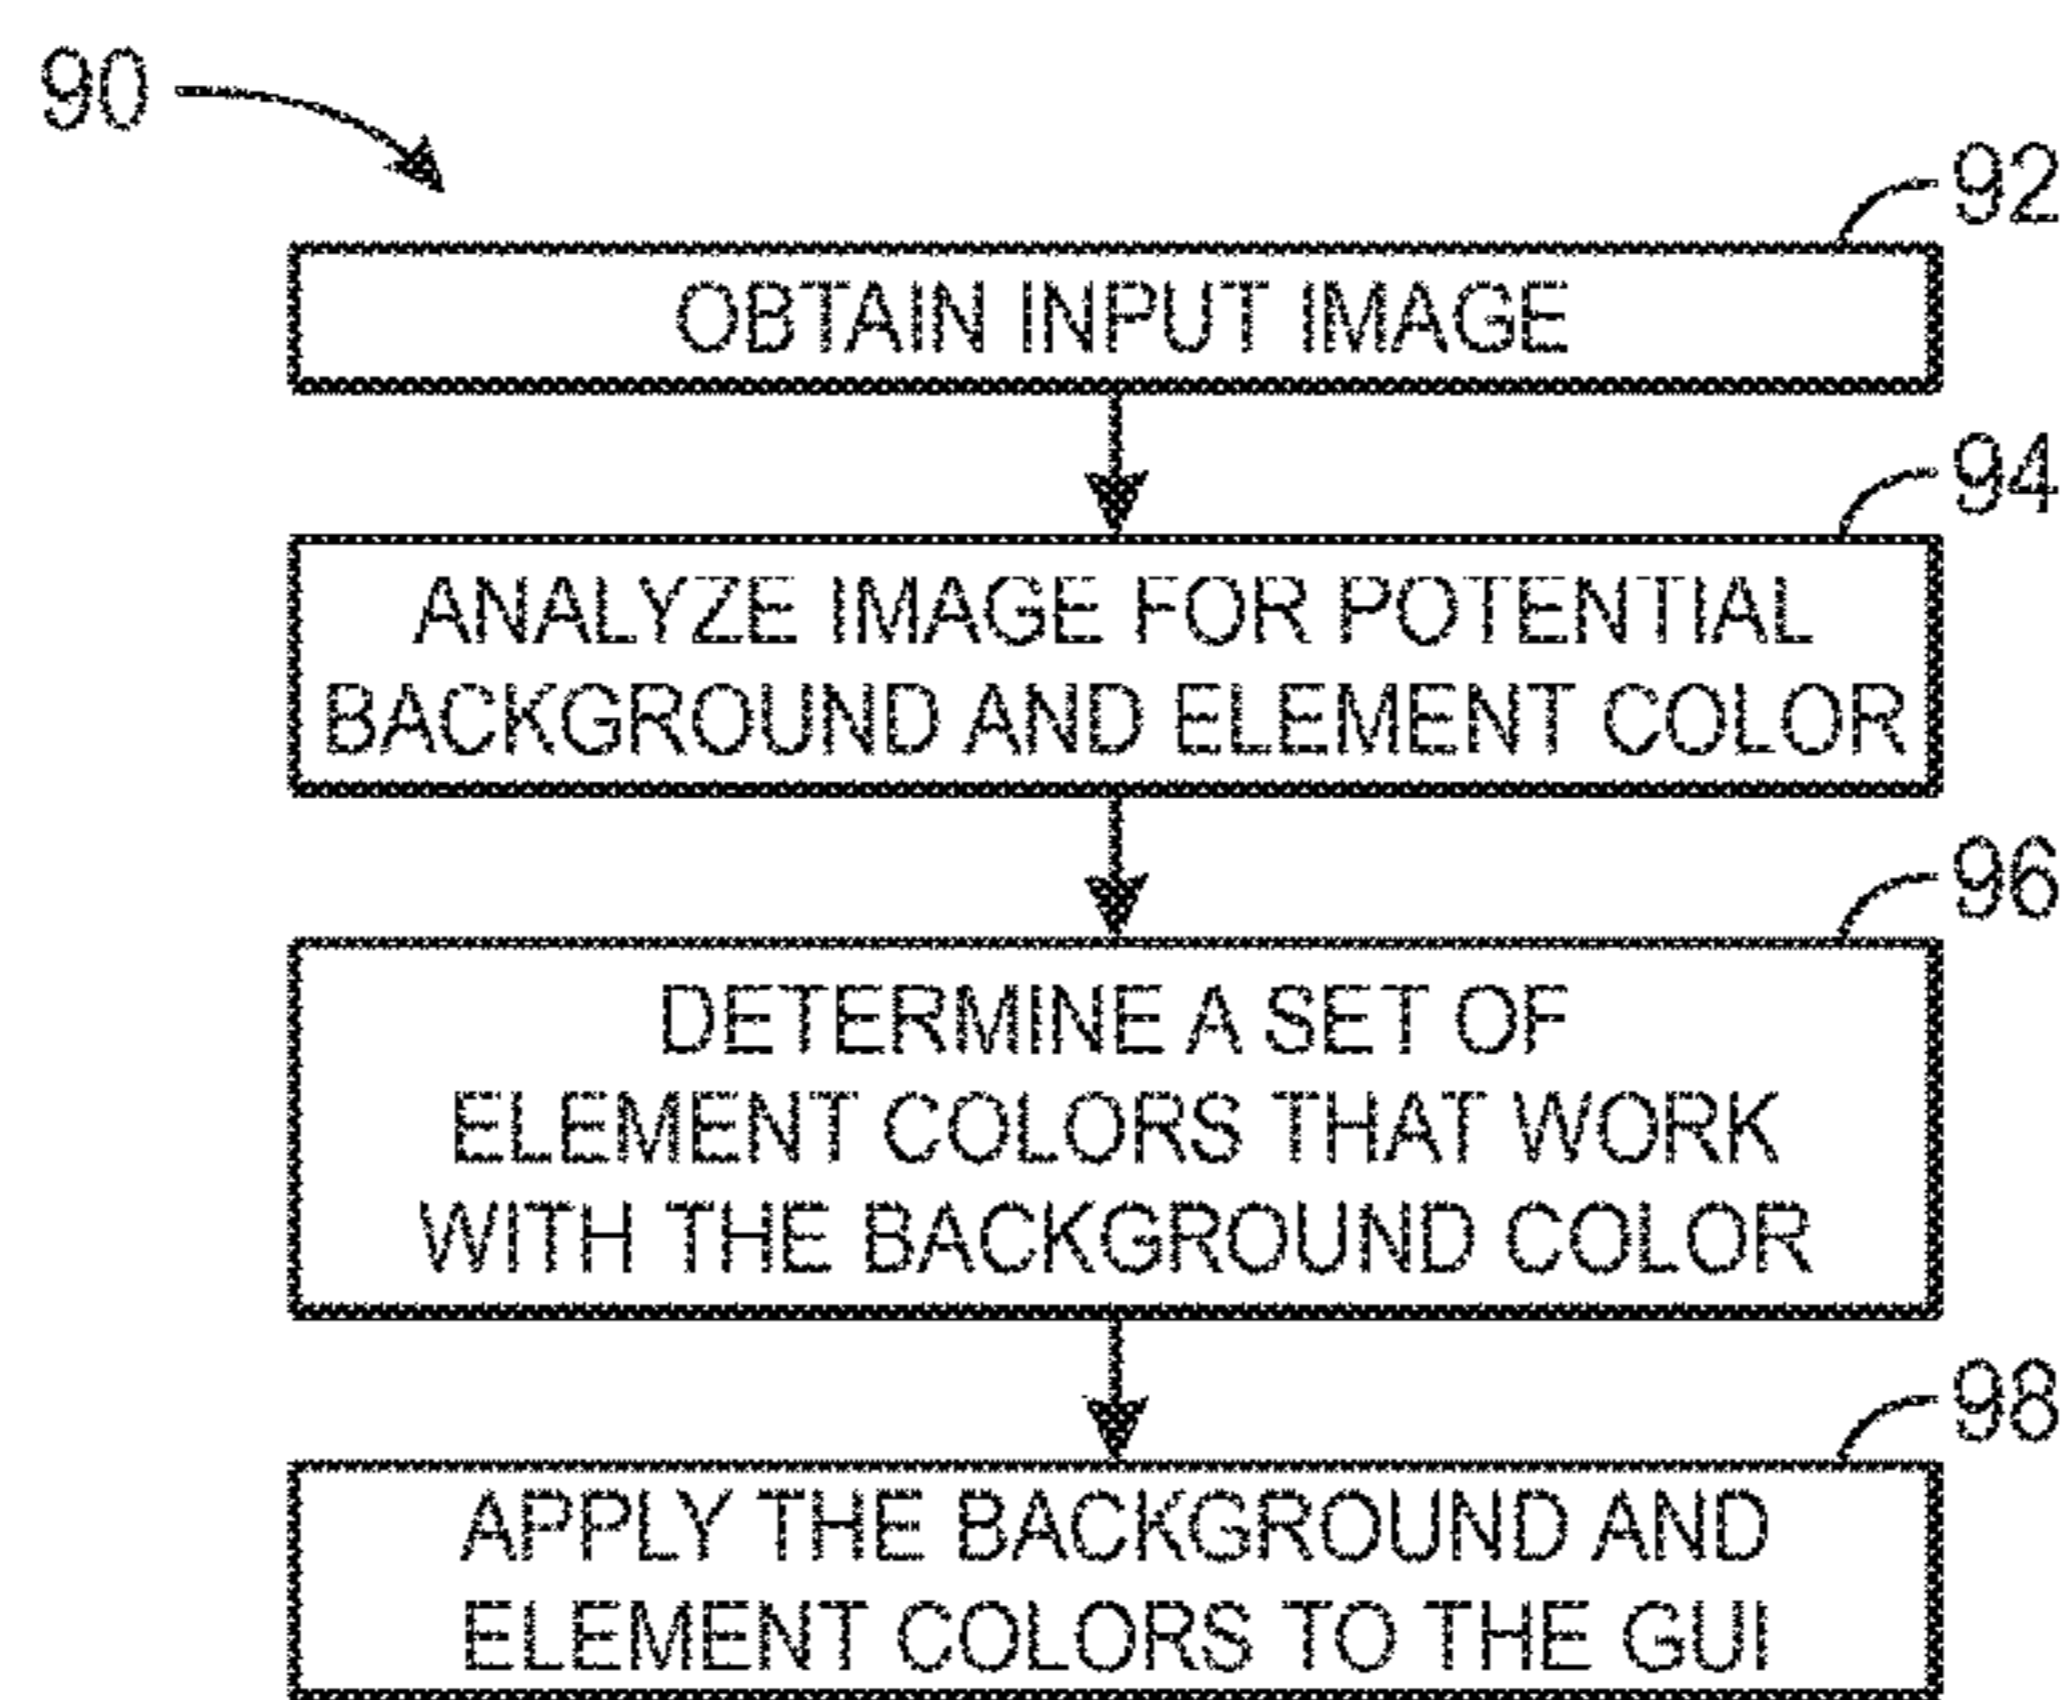 90
92
OBTAIN INPUT IMAGE
94
ANALYZE IMAGE FOR POTENTIAL
BACKGROUND AND ELEMENT COLOR
96
DETERMINE A SET OF
ELEMENT COLORS THAT WORK
WITH THE BACKGROUND COLOR
98
APPLY THE BACKGROUND AND
ELEMENT COLORS TO THE GUI